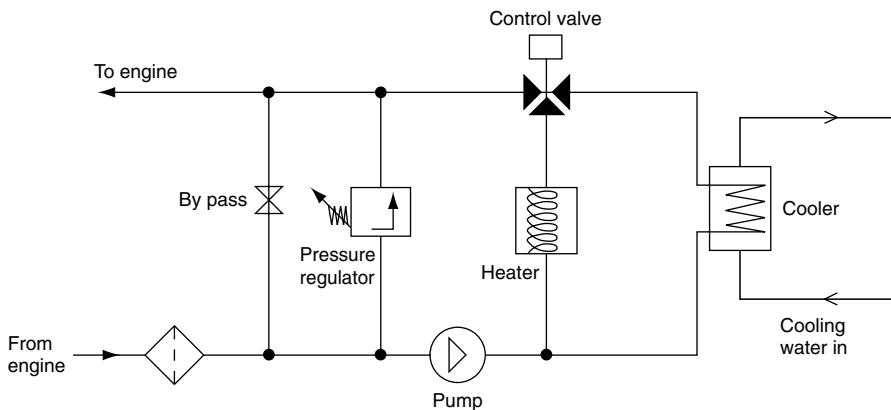 Control valve
To engine
By pass
Pressure
regulator
Heater
Cooler
From
engine
Cooling
water in
Pump